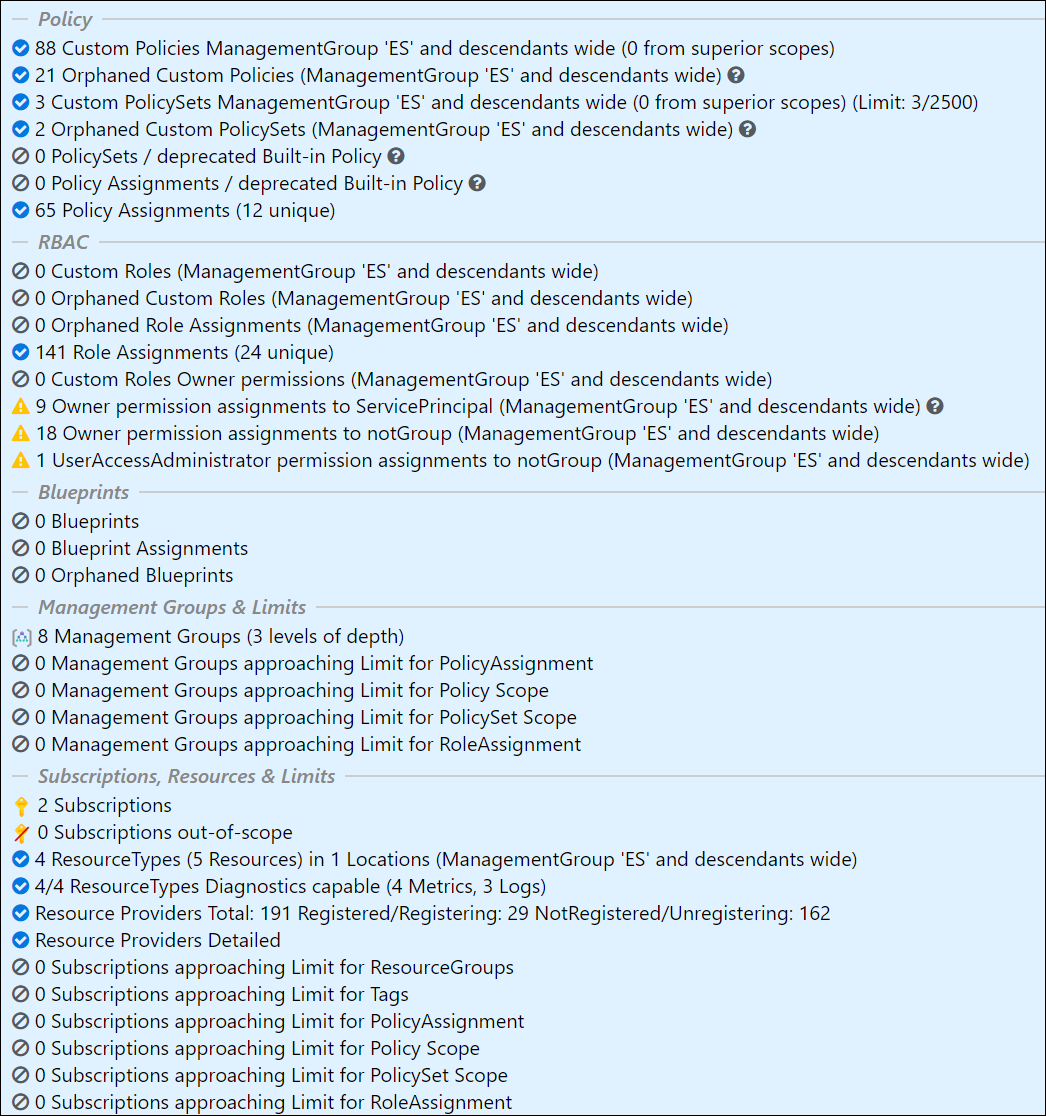 Policy
88 Custom Policies ManagementGroup 'ES' and descendants wide (0 from superior scopes)
21 Orphaned Custom Policies (ManagementGroup 'ES' and descendants wide)
3 Custom PolicySets ManagementGroup 'ES' and descendants wide (0 from superior scopes) (Limit: 3/2500)
2 Orphaned Custom PolicySets (ManagementGroup 'ES' and descendants wide)
0 PolicySets / deprecated Built-in Policy
0 Policy Assignments / deprecated Built-in Policy
65 Policy Assignments (12 unique)
RBAC
0 Custom Roles (ManagementGroup 'ES' and descendants wide)
0 Orphaned Custom Roles (ManagementGroup 'ES' and descendants wide)
0 Orphaned Role Assignments (ManagementGroup 'ES' and descendants wide)
141 Role Assignments (24 unique)
0 Custom Roles Owner permissions (ManagementGroup 'ES' and descendants wide)
9 Owner permission assignments to ServicePrincipal (ManagementGroup 'ES' and descendants wide)
18 Owner permission assignments to notGroup (ManagementGroup 'ES' and descendants wide)
1 UserAccessAdministrator permission assignments to notGroup (ManagementGroup 'ES' and descendants wide)
Blueprints
0 Blueprints
0 Blueprint Assignments
0 Orphaned Blueprints
Management Groups & Limits
8 Management Groups (3 levels of depth)
0 Management Groups approaching Limit for PolicyAssignment
0 Management Groups approaching Limit for Policy Scope
0 Management Groups approaching Limit for PolicySet Scope
0 Management Groups approaching Limit for RoleAssignment
Subscriptions, Resources & Limits
2 Subscriptions
0 Subscriptions out-of-scope
4 ResourceTypes (5 Resources) in 1 Locations (ManagementGroup 'ES' and descendants wide)
4/4 ResourceTypes Diagnostics capable (4 Metrics, 3 Logs)
Resource Providers Total: 191 Registered/Registering: 29 NotRegistered/Unregistering: 162
Resource Providers Detailed
0 Subscriptions approaching Limit for ResourceGroups
0 Subscriptions approaching Limit for Tags
0 Subscriptions approaching Limit for PolicyAssignment
0 Subscriptions approaching Limit for Policy Scope
0 Subscriptions approaching Limit for PolicySet Scope
0 Subscriptions approaching Limit for RoleAssignment